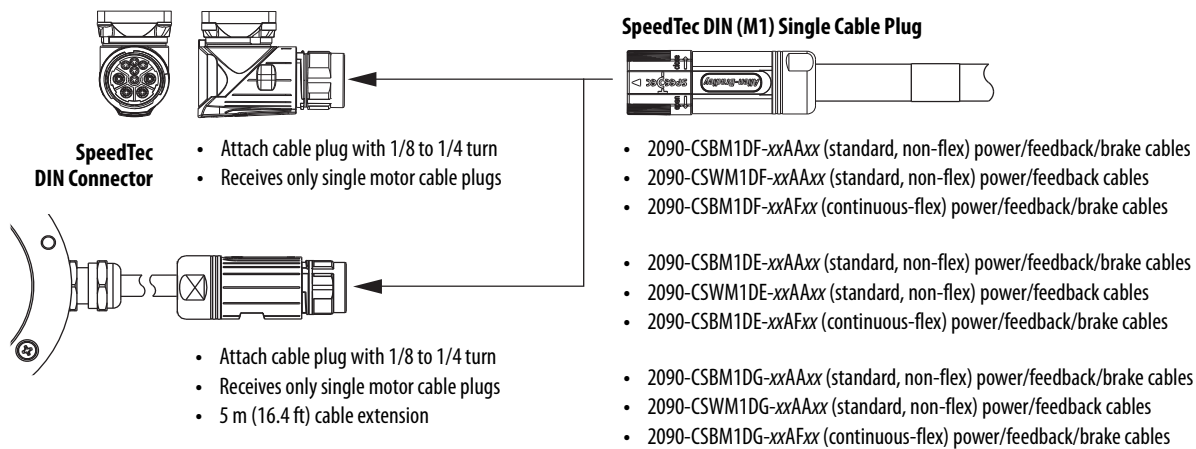 SpeedTec DIN (M1) Single Cable Plug
SPEEDTEC
Allen-Bradley
SpeedTec
DIN Connector
• Attach cable plug with 1/8 to 1/4 turn
• Receives only single motor cable plugs
• Attach cable plug with 1/8 to 1/4 turn
• Receives only single motor cable plugs
• 5 m (16.4 ft) cable extension
• 2090-CSBM1DF-xxAAxx (standard, non-flex) power/feedback/brake cables
• 2090-CSWM1DF-xxAAxx (standard, non-flex) power/feedback cables
• 2090-CSBM1DF-xxAFxx (continuous-flex) power/feedback/brake cables
• 2090-CSBM1DE-xxAAxx (standard, non-flex) power/feedback/brake cables
• 2090-CSWM1DE-xxAAxx (standard, non-flex) power/feedback cables
• 2090-CSBM1DE-xxAFxx (continuous-flex) power/feedback/brake cables
• 2090-CSBM1DG-xxAAxx (standard, non-flex) power/feedback/brake cables
• 2090-CSWM1DG-xxAAxx (standard, non-flex) power/feedback cables
• 2090-CSBM1DG-xxAFxx (continuous-flex) power/feedback/brake cables